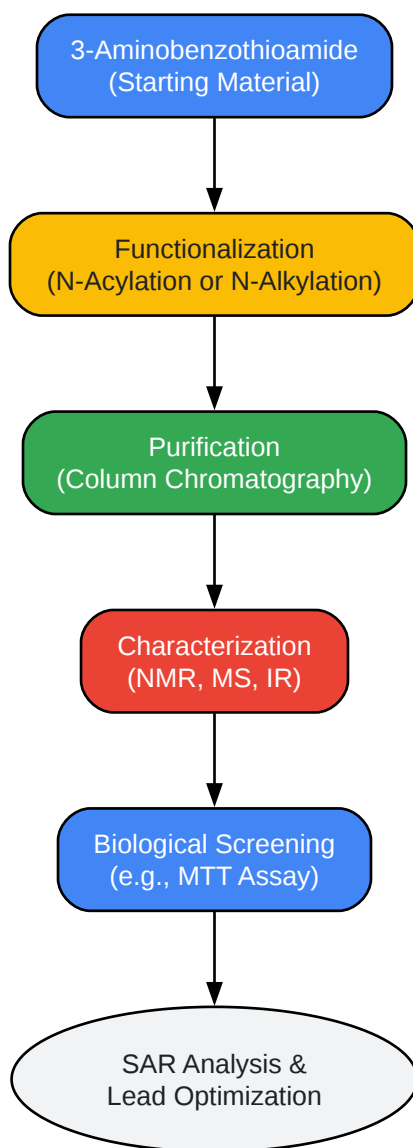 3-Aminobenzothioamide
(Starting Material)
Functionalization
(N-Acylation or N-Alkylation)
Purification
(Column Chromatography)
Characterization
(NMR, MS, IR)
Biological Screening
(e.g., MTT Assay)
SAR Analysis &
Lead Optimization